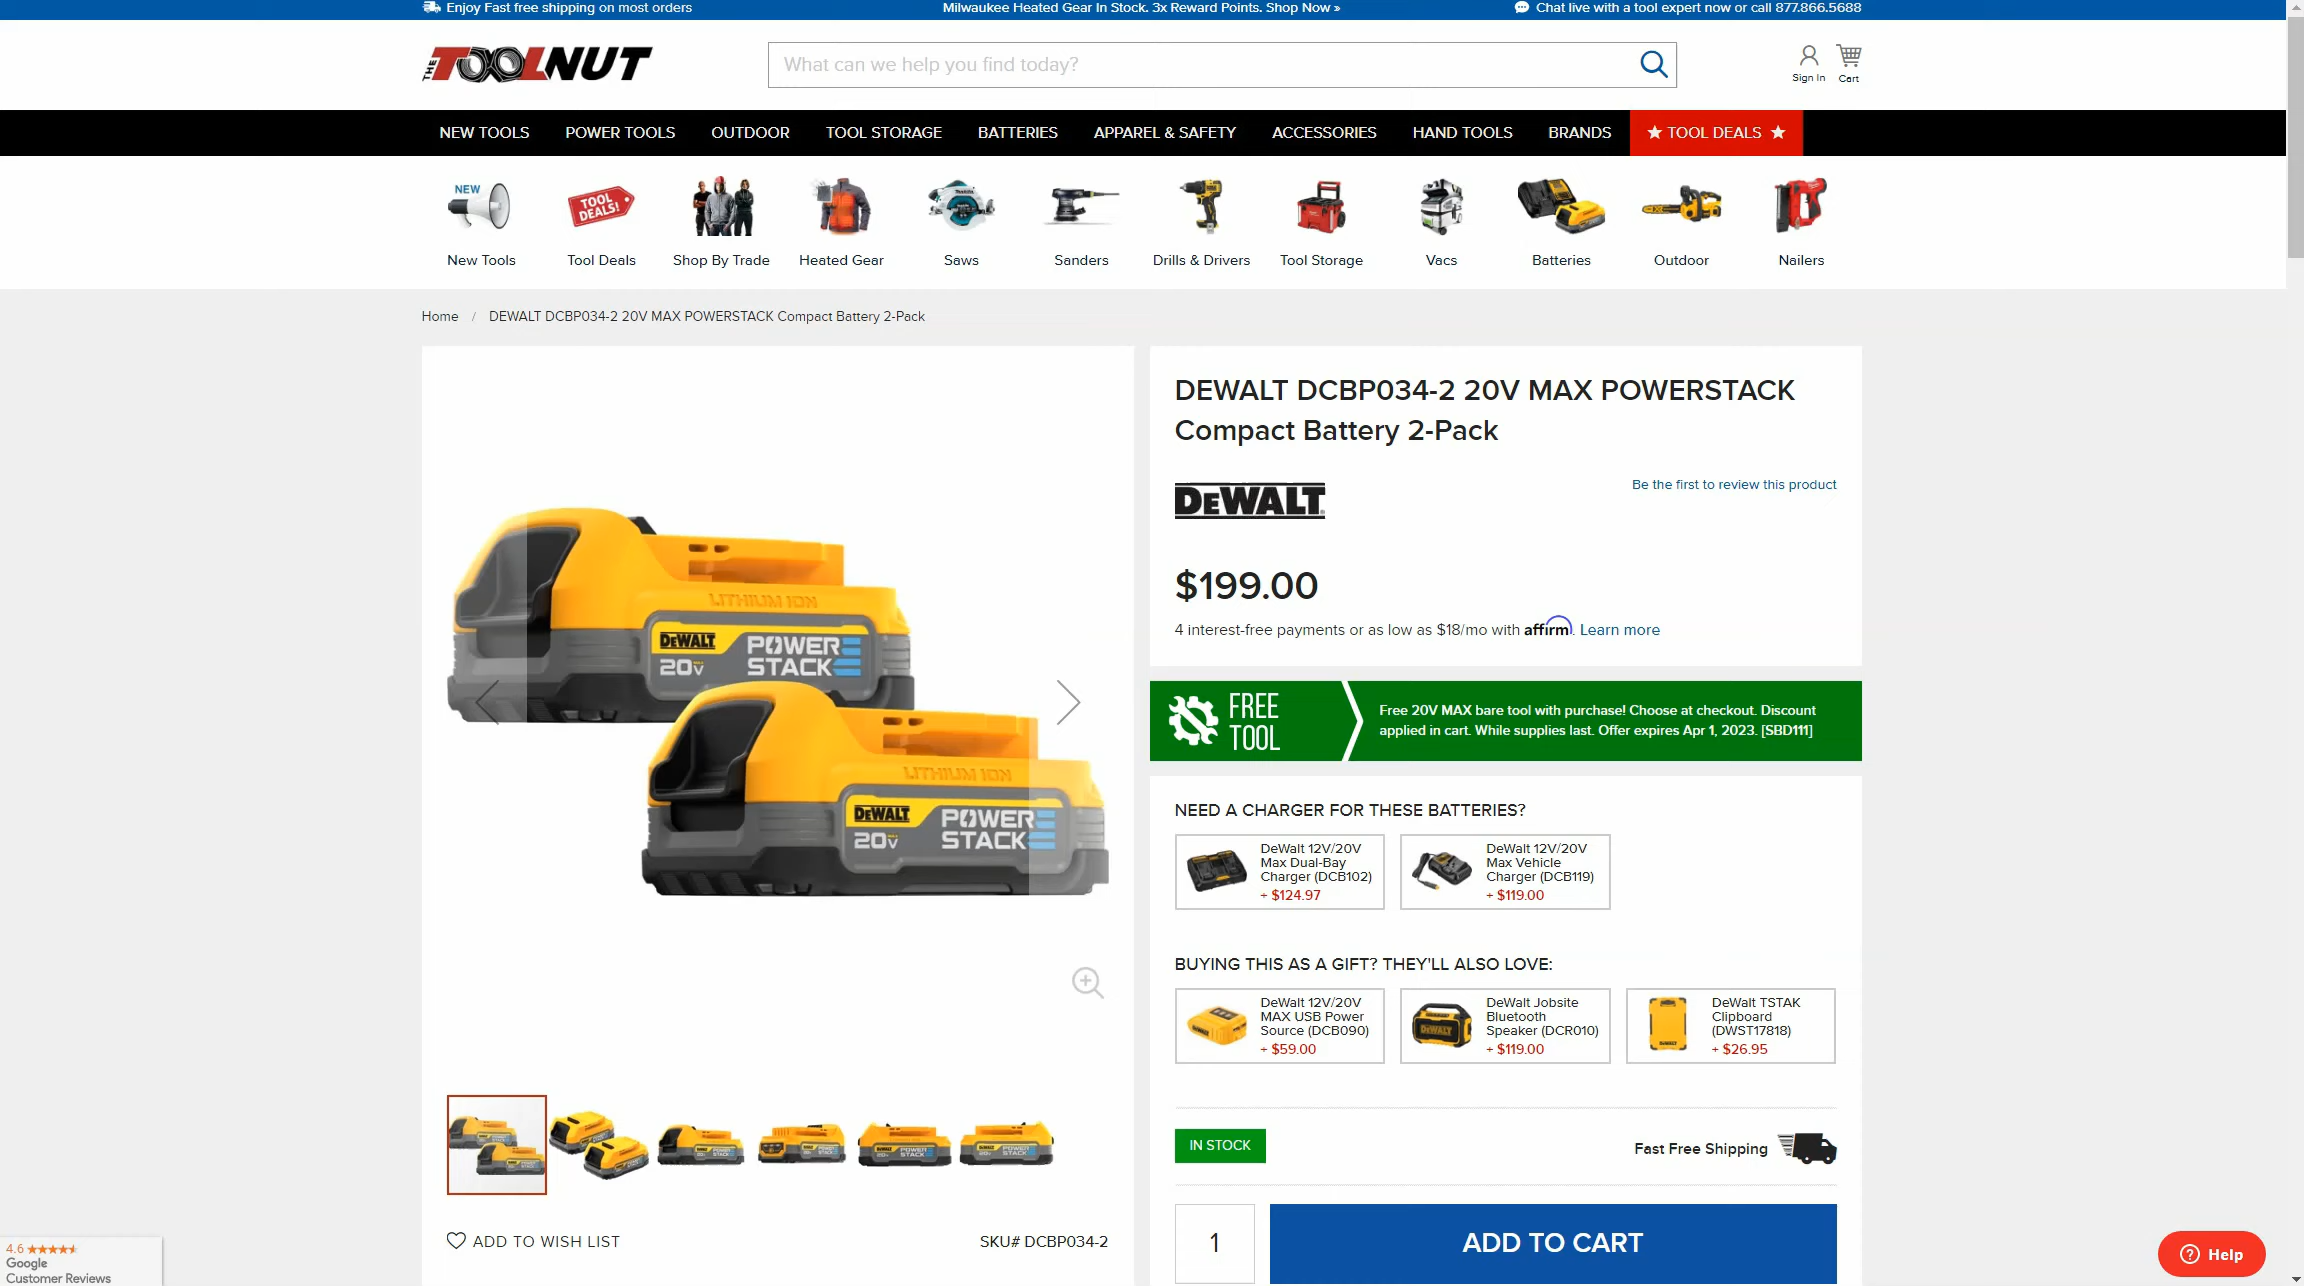 Enjoy Fast free shipping on most orders
Milwaukee Heated Gear In Stock. 3x Reward Points. Shop Now »
Chat live with a tool expert now or call 877.866.5688
THE TOOLNUT
What can we help you find today?
Sign In
Cart
NEW TOOLS
POWER TOOLS
OUTDOOR
TOOL STORAGE
BATTERIES
APPAREL & SAFETY
ACCESSORIES
HAND TOOLS
BRANDS
★ TOOL DEALS ★
NEW
TOOL
DEALS!
New Tools
Tool Deals
Shop By Trade
Heated Gear
Saws
Sanders
Drills & Drivers
Tool Storage
Vacs
Batteries
Outdoor
Nailers
Home / DEWALT DCBP034-2 20V MAX POWERSTACK Compact Battery 2-Pack
LITHIUM ION
DEWALT
20V
POWER
STACK
LITHIUM ION
DEWALT
20V
POWER
STACK
ADD TO WISH LIST
SKU# DCBP034-2
DEWALT DCBP034-2 20V MAX POWERSTACK
Compact Battery 2-Pack
DEWALT
Be the first to review this product
$199.00
4 interest-free payments or as low as $18/mo with affirm. Learn more
FREE
TOOL
Free 20V MAX bare tool with purchase! Choose at checkout. Discount
applied in cart. While supplies last. Offer expires Apr 1, 2023. [SBD111]
NEED A CHARGER FOR THESE BATTERIES?
DeWalt 12V/20V
Max Dual-Bay
Charger (DCB102)
+ $124.97
DeWalt 12V/20V
Max Vehicle
Charger (DCB119)
+ $119.00
BUYING THIS AS A GIFT? THEY'LL ALSO LOVE:
DeWalt 12V/20V
MAX USB Power
Source (DCB090)
+ $59.00
DEWALT
DeWalt Jobsite
Bluetooth
Speaker (DCR010)
+ $119.00
DeWalt TSTAK
Clipboard
(DWST17818)
+ $26.95
IN STOCK
Fast Free Shipping
1
ADD TO CART
4.6
Google
Customer Reviews
Help